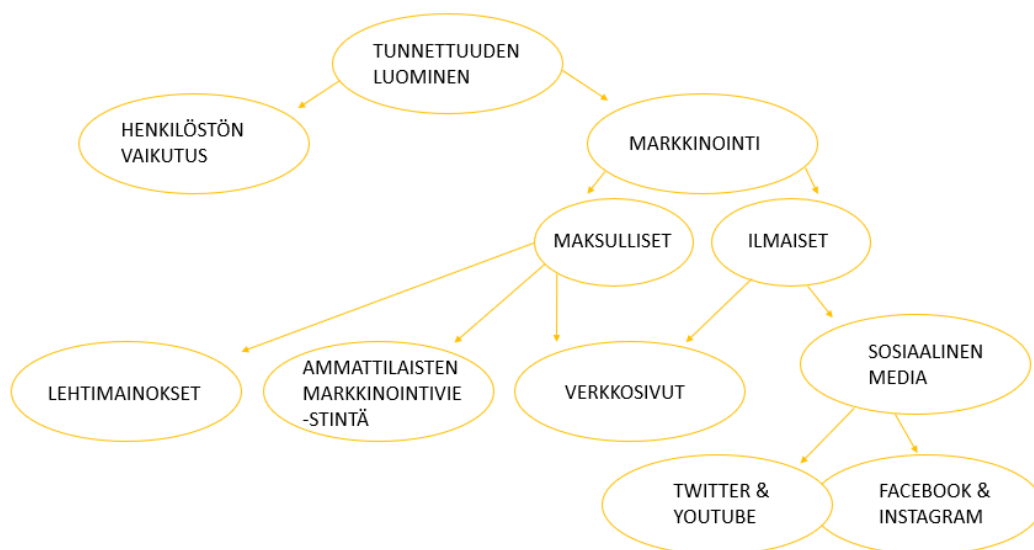 TUNNETTUUDEN
LUOMINEN
HENKILÖSTÖN
VAIKUTUS
MARKKINOINTI
MAKSULLISET
ILMAISET
LEHTIMAINOKSET
AMMATTILAISTEN
MARKKINOINTIVIE
-STINTÄ
VERKKOSIVUT
SOSIAALINEN
MEDIA
TWITTER &
YOUTUBE
FACEBOOK &
INSTAGRAM